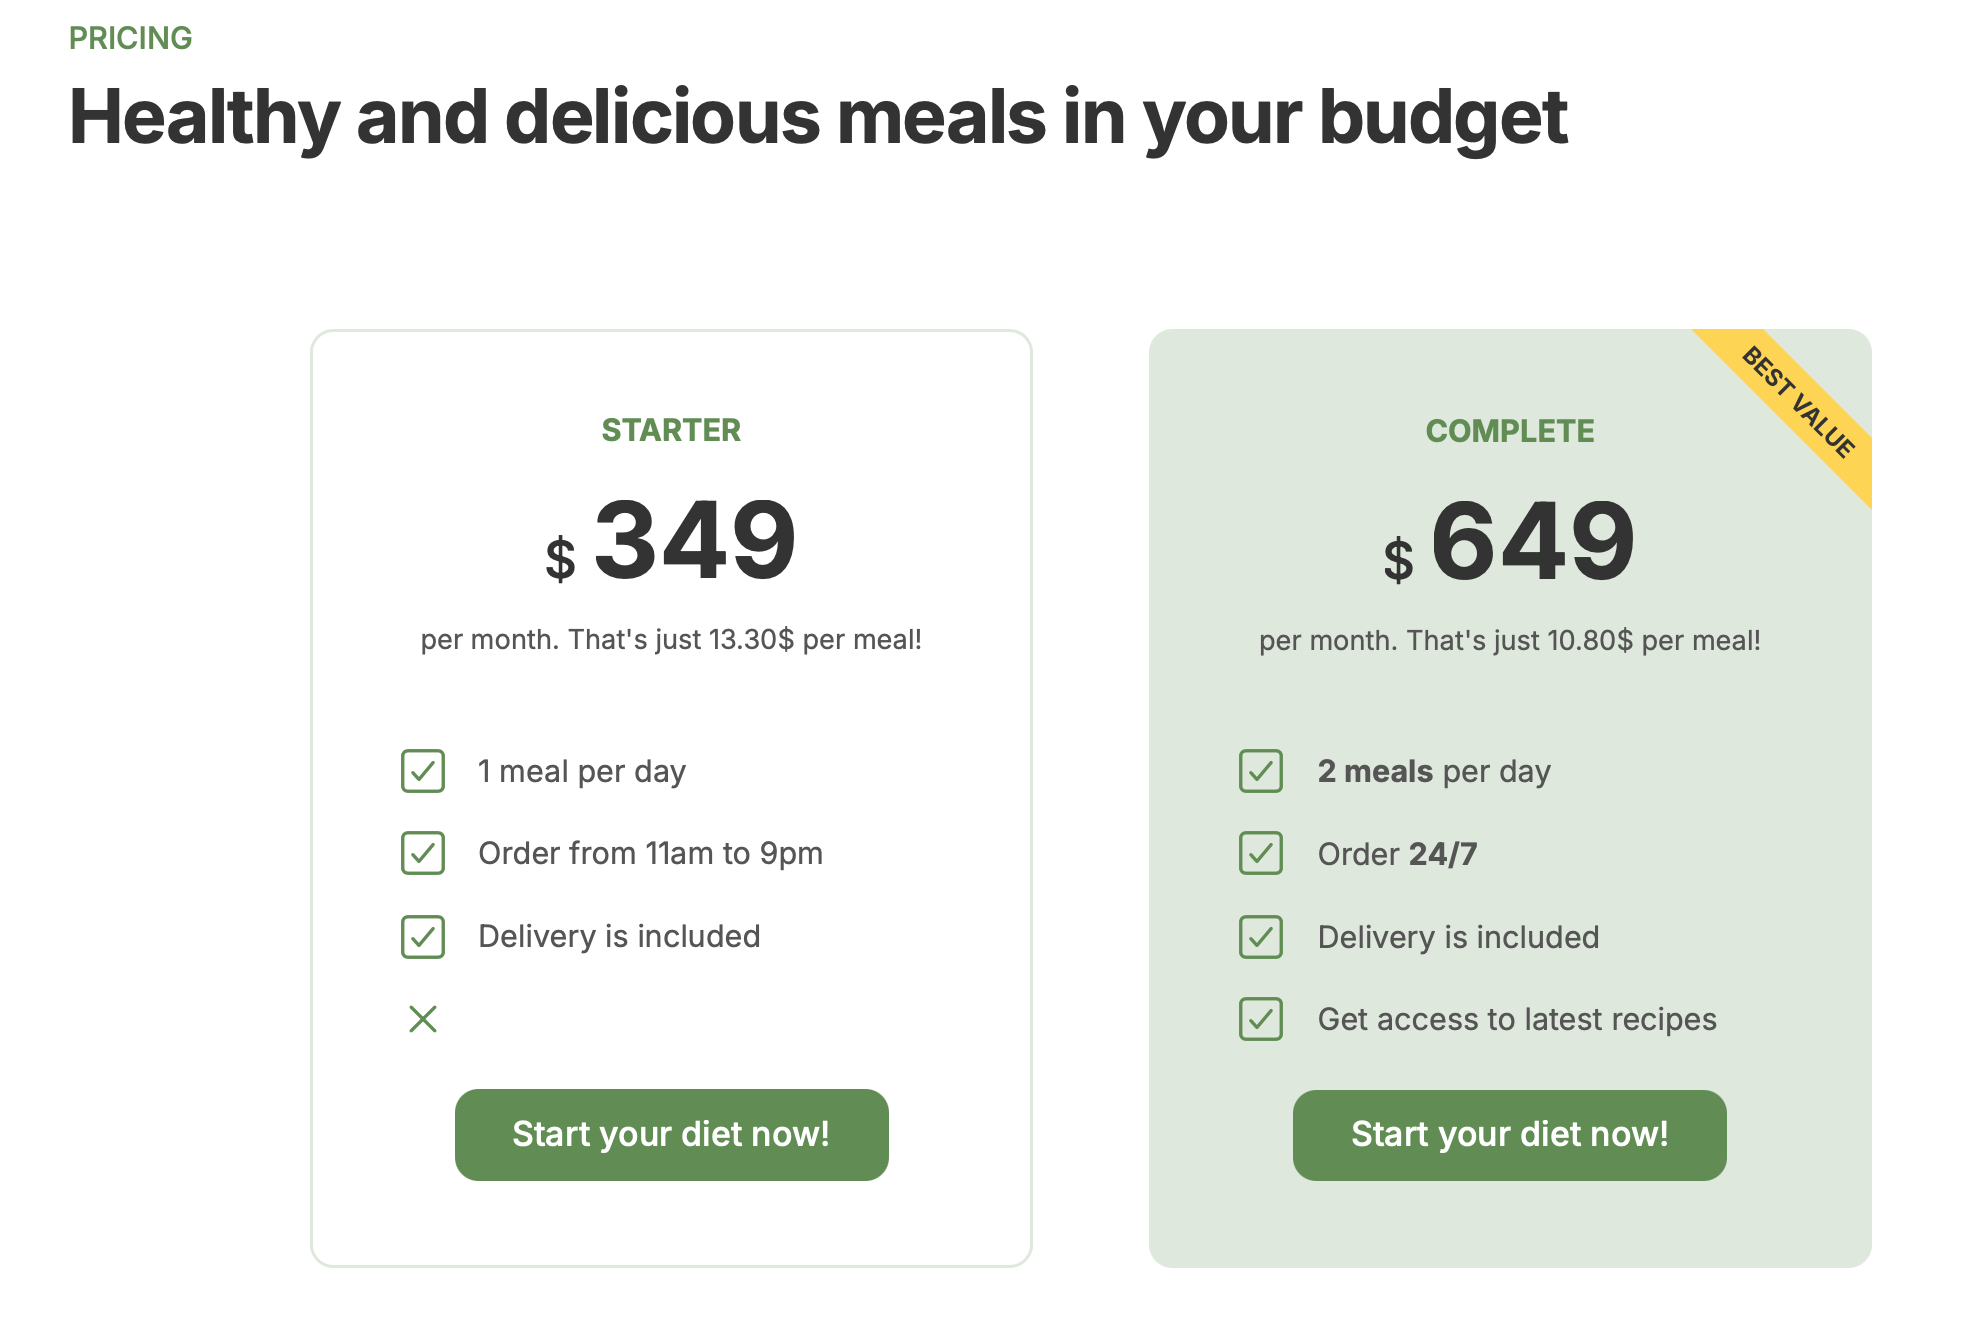 PRICING
Healthy and delicious meals in your budget
STARTER
$ 349
per month. That's just 13.30$ per meal!
1 meal per day
Order from 11am to 9pm
Delivery is included
Start your diet now!
BEST VALUE
COMPLETE
$ 649
per month. That's just 10.80$ per meal!
2 meals per day
Order 24/7
Delivery is included
Get access to latest recipes
Start your diet now!